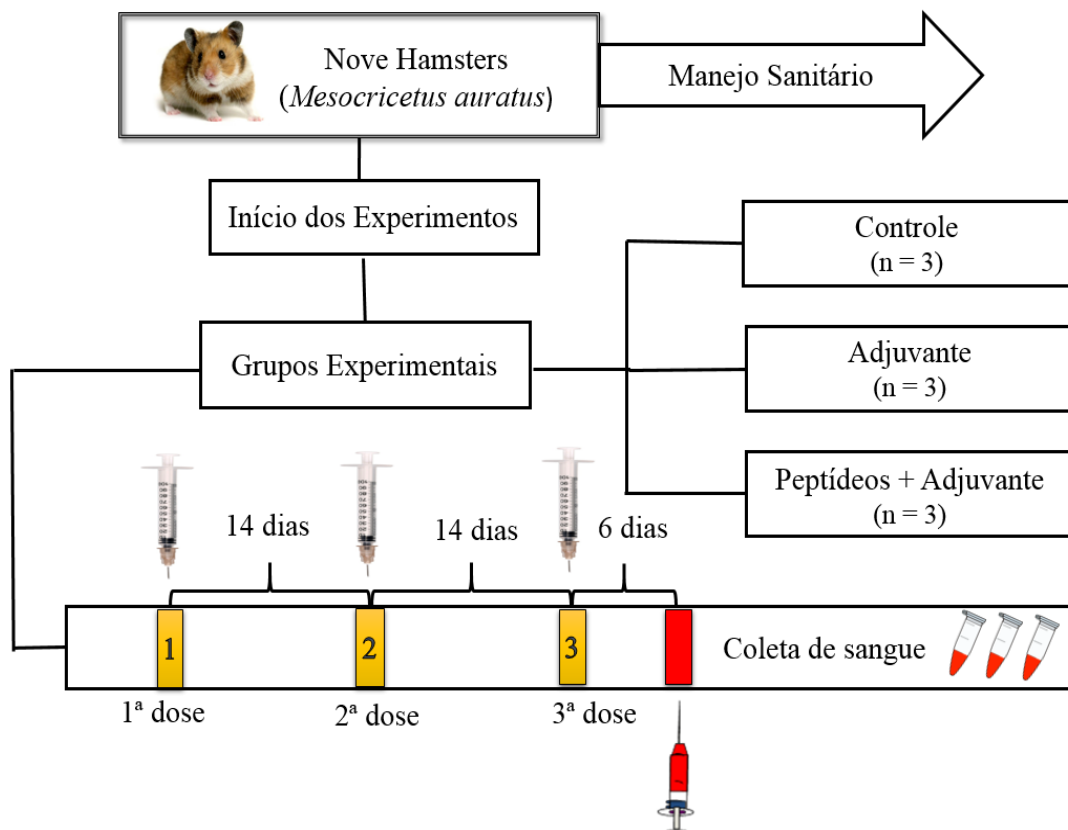 Nove Hamsters
(Mesocricetus auratus)
Manejo Sanitário
Início dos Experimentos
Controle
(n = 3)
Grupos Experimentais
Adjuvante
(n = 3)
Peptídeos + Adjuvante
(n = 3)
14 dias
14 dias
6 dias
1
2
3
Coleta de sangue
1ª dose
2ª dose
3ª dose